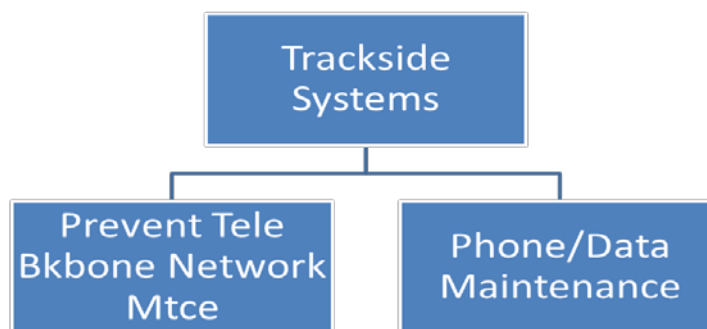 Trackside
Systems
Prevent Tele
Bkbone Network
Mtce
Phone/Data
Maintenance